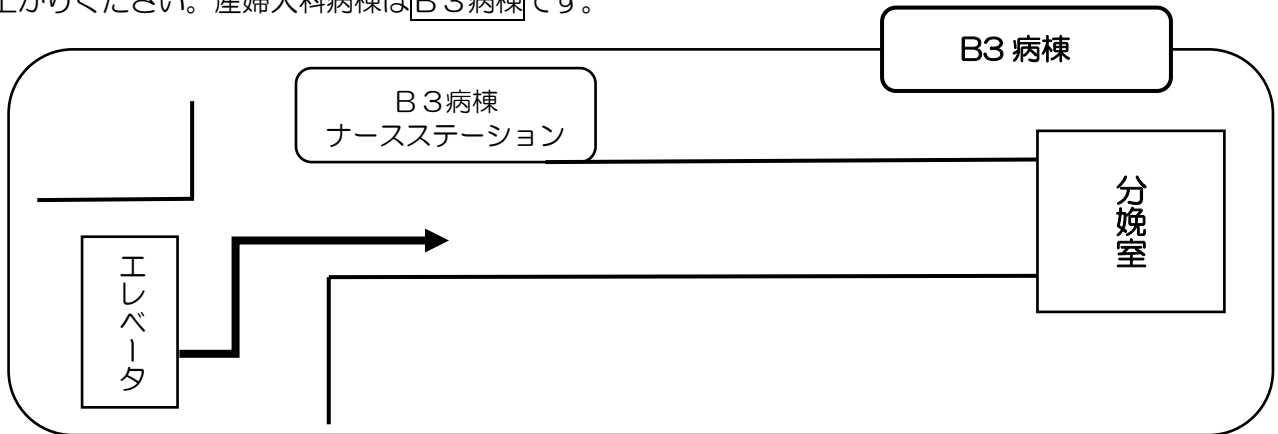 上がりください。産婦人科病棟はＢ３病棟です。
B3 病棟
Ｂ３病棟
ナースステーション
分娩室
エレベータ